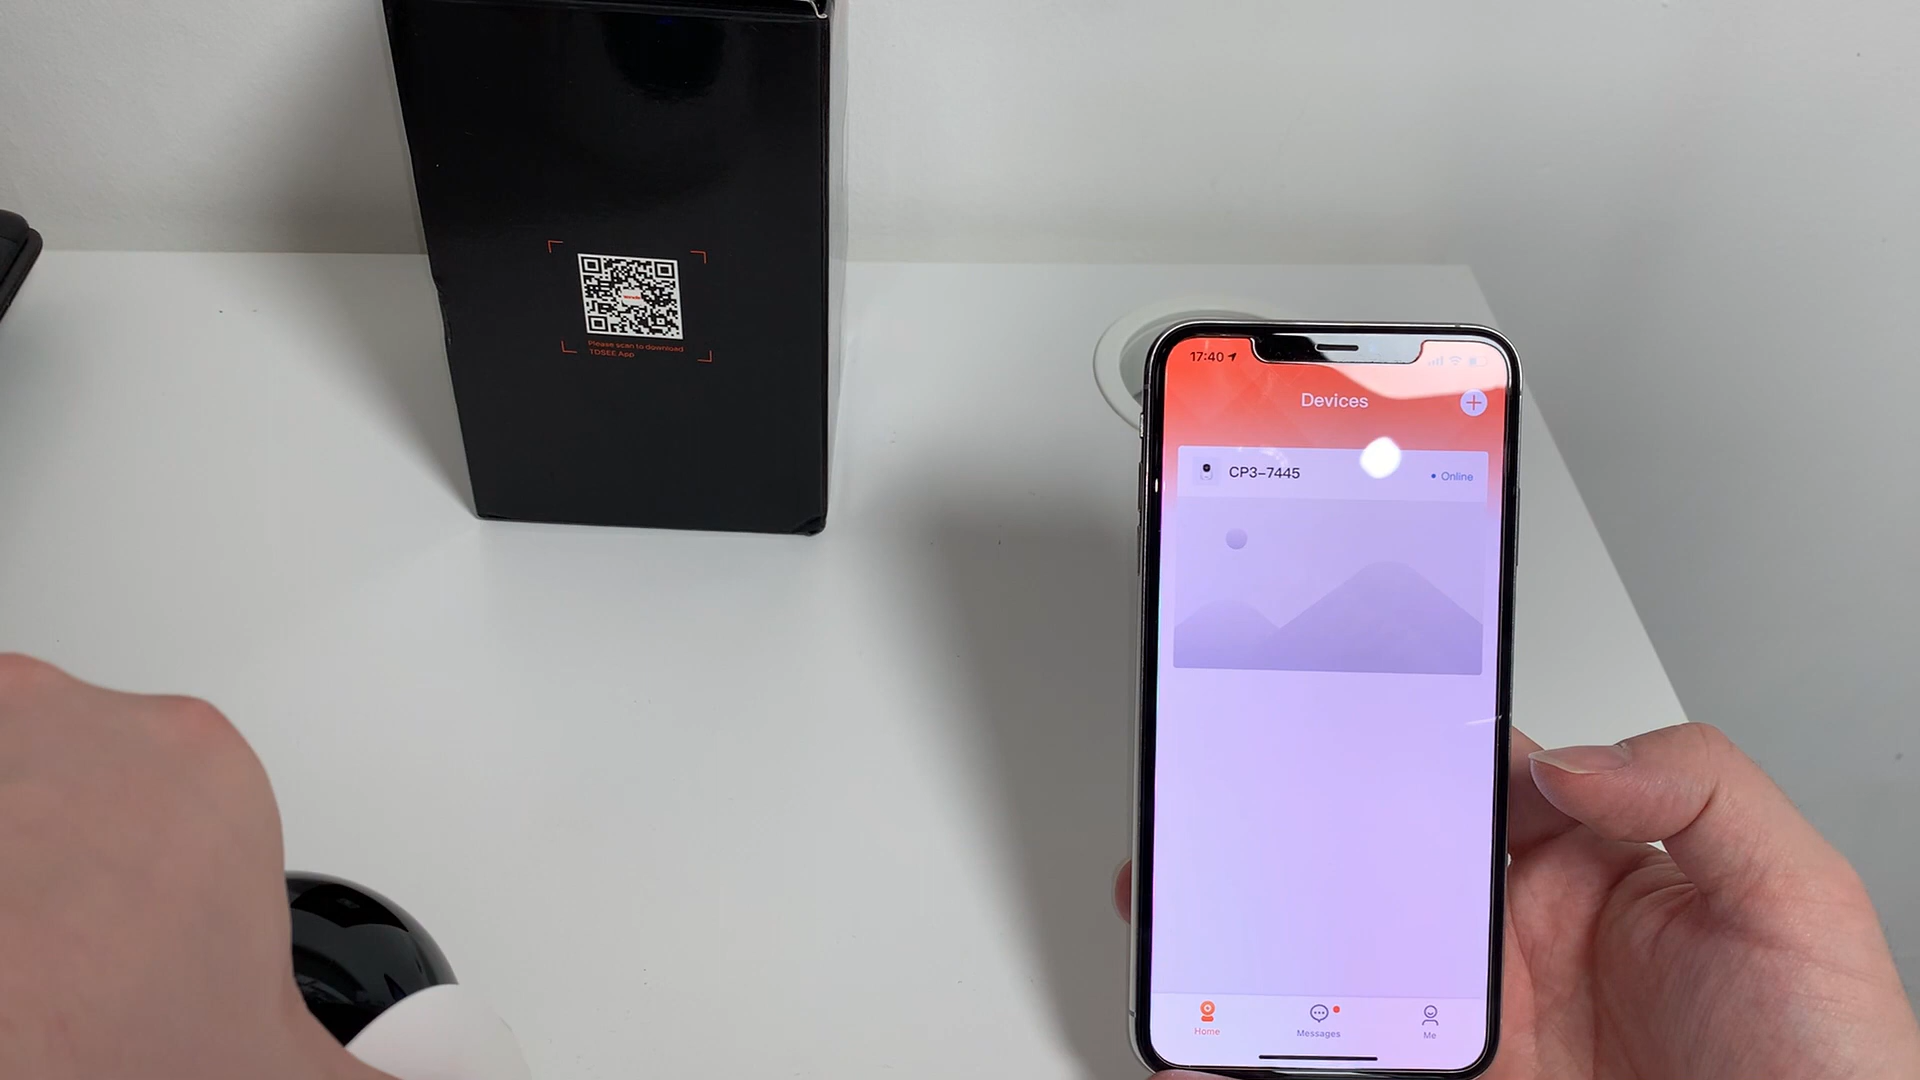 Please scan to download
TDSEE App
17:40
Devices
CP3-7445
Online
Home
Messages
Me